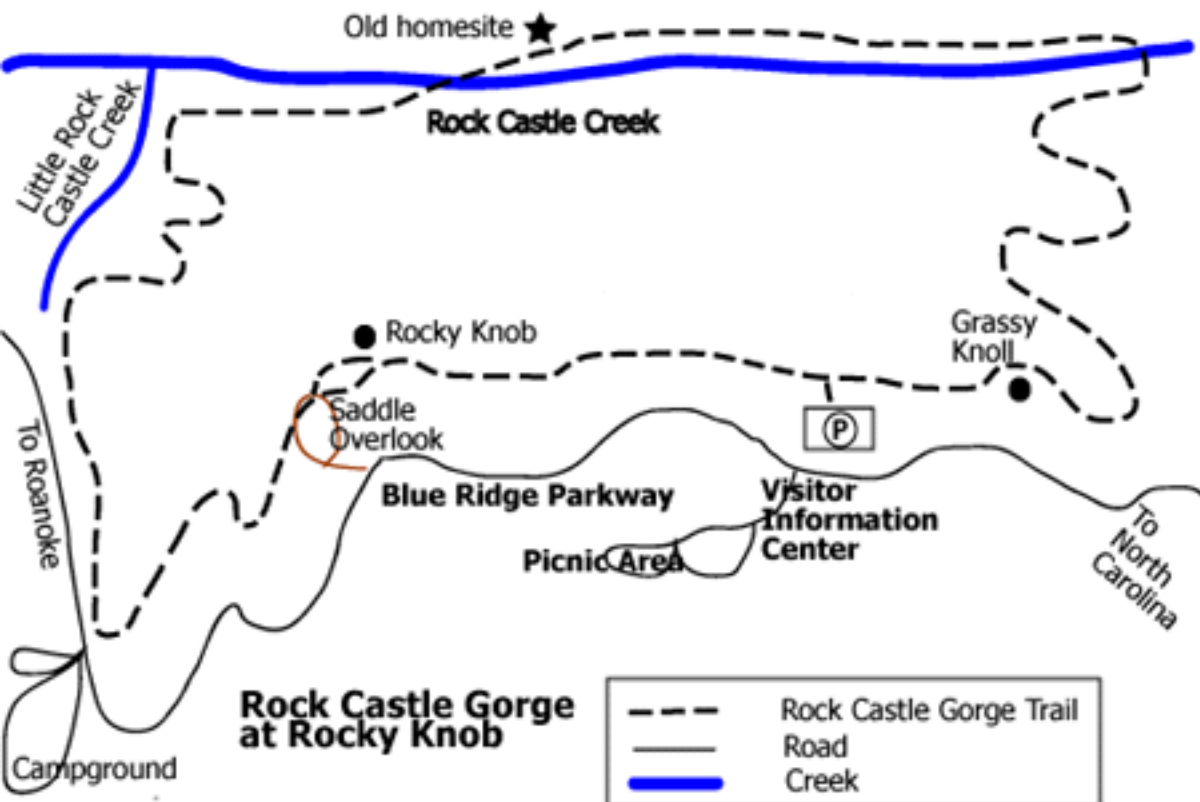 Old homesite
Little Rock
Castle Creek
Rock Castle Creek
Grassy
Knoll
Rocky Knob
Saddle
Overlook
P
To Roanoke
Blue Ridge Parkway
Visitor
Information
Center
Picnic Area
To
North
Carolina
Rock Castle Gorge
at Rocky Knob
Campground
Rock Castle Gorge Trail
Road
Creek